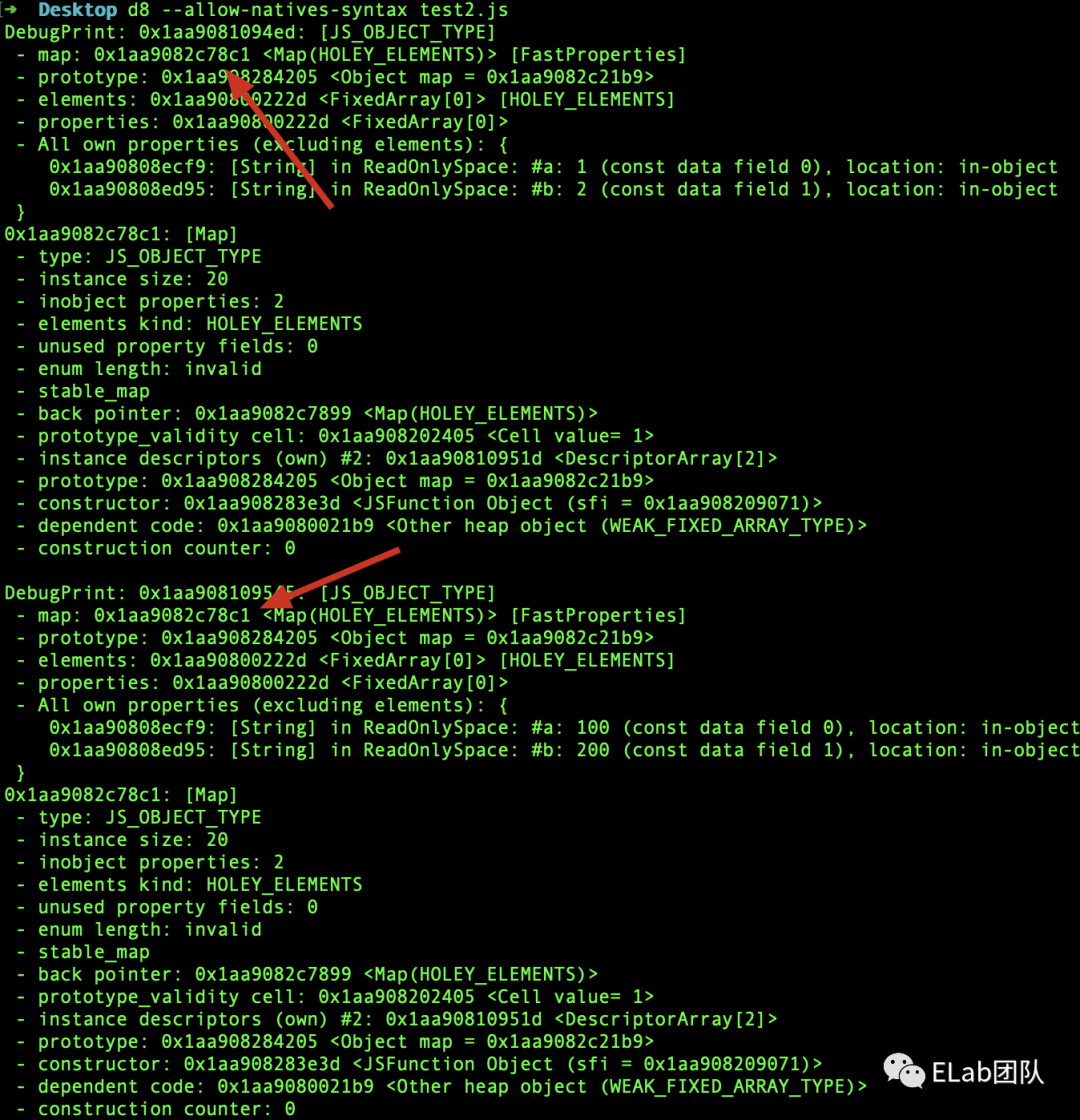 → Desktop d8 --allow-natives-syntax test2.js
DebugPrint: 0x1aa9081094ed: [JS_OBJECT_TYPE]
 - map: 0x1aa9082c78c1 <Map(HOLEY_ELEMENTS)> [FastProperties]
 - prototype: 0x1aa908284205 <Object map = 0x1aa9082c21b9>
 - elements: 0x1aa90800222d <FixedArray[0]> [HOLEY_ELEMENTS]
 - properties: 0x1aa90800222d <FixedArray[0]>
 - All own properties (excluding elements): {
    0x1aa90808ecf9: [String] in ReadOnlySpace: #a: 1 (const data field 0), location: in-object
    0x1aa90808ed95: [String] in ReadOnlySpace: #b: 2 (const data field 1), location: in-object
 }
0x1aa9082c78c1: [Map]
 - type: JS_OBJECT_TYPE
 - instance size: 20
 - inobject properties: 2
 - elements kind: HOLEY_ELEMENTS
 - unused property fields: 0
 - enum length: invalid
 - stable_map
 - back pointer: 0x1aa9082c7899 <Map(HOLEY_ELEMENTS)>
 - prototype_validity cell: 0x1aa908202405 <Cell value= 1>
 - instance descriptors (own) #2: 0x1aa90810951d <DescriptorArray[2]>
 - prototype: 0x1aa908284205 <Object map = 0x1aa9082c21b9>
 - constructor: 0x1aa908283e3d <JSFunction Object (sfi = 0x1aa908209071)>
 - dependent code: 0x1aa9080021b9 <Other heap object (WEAK_FIXED_ARRAY_TYPE)>
 - construction counter: 0
DebugPrint: [JS_OBJECT_TYPE]
 - map: 0x1aa9082c78c1 <Map(HOLEY_ELEMENTS)> [FastProperties]
 - prototype: 0x1aa908284205 <Object map = 0x1aa9082c21b9>
 - elements: 0x1aa90800222d <FixedArray[0]> [HOLEY_ELEMENTS]
 - properties: 0x1aa90800222d <FixedArray[0]>
 - All own properties (excluding elements): {
    0x1aa90808ecf9: [String] in ReadOnlySpace: #a: 100 (const data field 0), location: in-object
    0x1aa90808ed95: [String] in ReadOnlySpace: #b: 200 (const data field 1), location: in-object
 }
0x1aa9082c78c1: [Map]
 - type: JS_OBJECT_TYPE
 - instance size: 20
 - inobject properties: 2
 - elements kind: HOLEY_ELEMENTS
 - unused property fields: 0
 - enum length: invalid
 - stable_map
 - back pointer: 0x1aa9082c7899 <Map(HOLEY_ELEMENTS)>
 - prototype_validity cell: 0x1aa908202405 <Cell value= 1>
 - instance descriptors (own) #2: 0x1aa90810951d <DescriptorArray[2]>
 - prototype: 0x1aa908284205 <Object map = 0x1aa9082c21b9>
 - constructor: 0x1aa908283e3d <JSFunction Object (sfi = 0x1aa908209071)>
 - dependent code: 0x1aa9080021b9 <Other heap object (WEAK_FIXED_ARRAY_TYPE)>
 - construction counter: 0
ELab团队